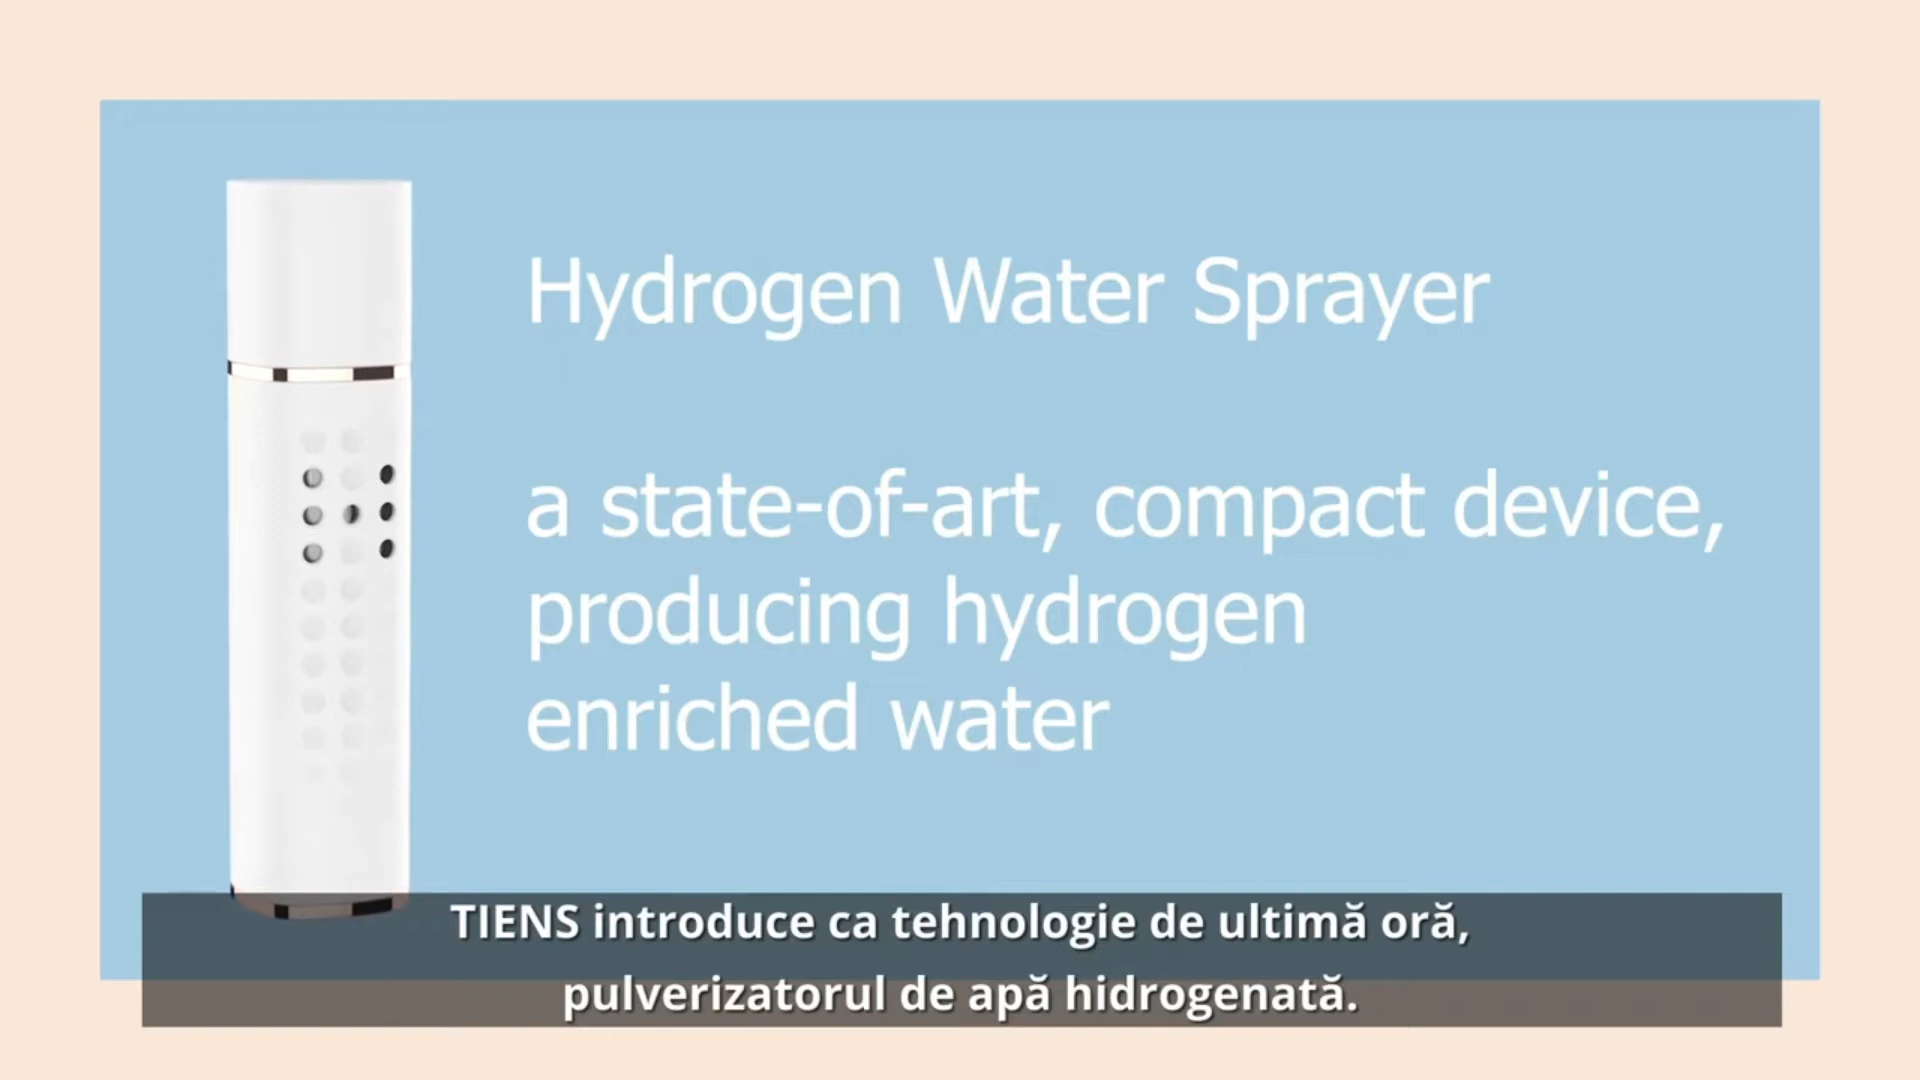 Hydrogen Water Sprayer
a state-of-art, compact device,
producing hydrogen
enriched water
TIENS introduce ca tehnologie de ultimă oră,
pulverizatorul de apă hidrogenată.